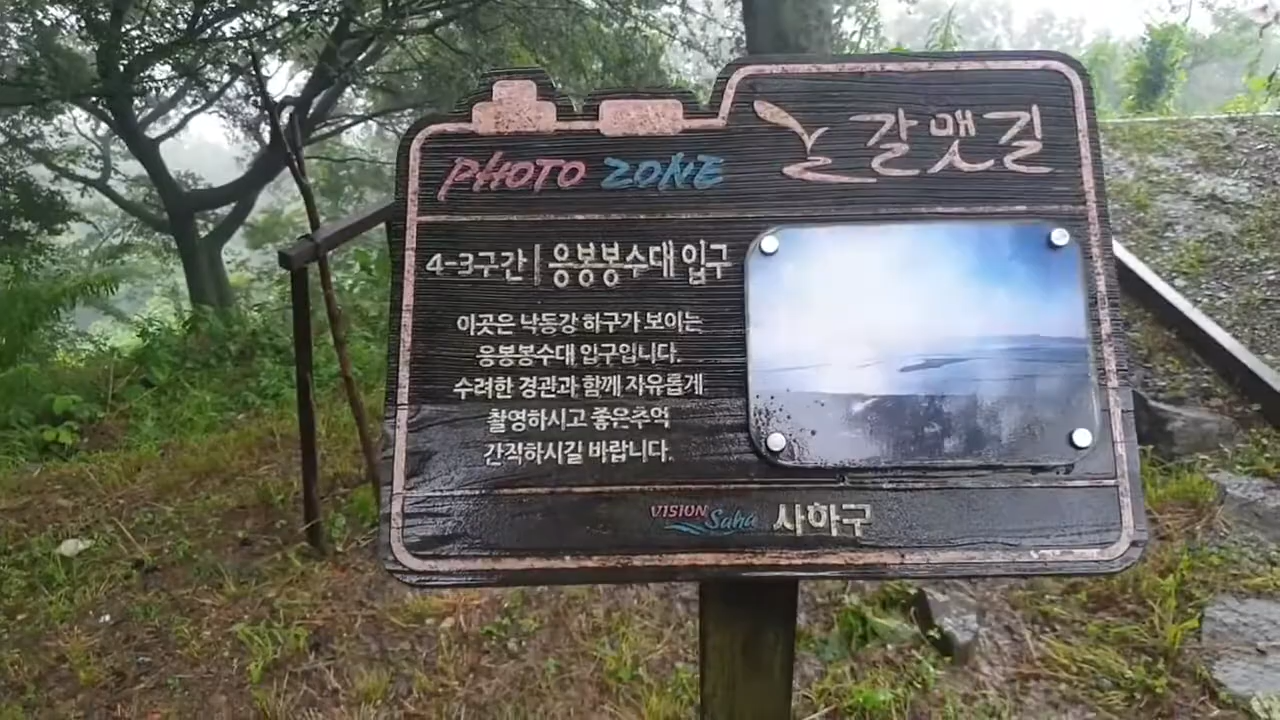 PHOTO ZONE
갈맷길
4-3구간 | 응봉봉수대 입구
이곳은 낙동강 하구가 보이는
응봉봉수대 입구입니다.
수려한 경관과 함께 자유롭게
촬영하시고 좋은추억
간직하시길 바랍니다.
VISION Saha 사하구